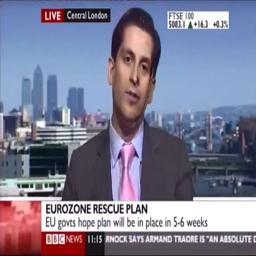 LIVE Central London
FTSE 100
5083.1 ▲+16.3 +0.3%
EUROZONE RESCUE PLAN
EU govts hope plan will be in place in 5-6 weeks
BBC NEWS 11:15 RNOCK SAYS ARMAND TRAORE IS "AN ABSOLUTE D